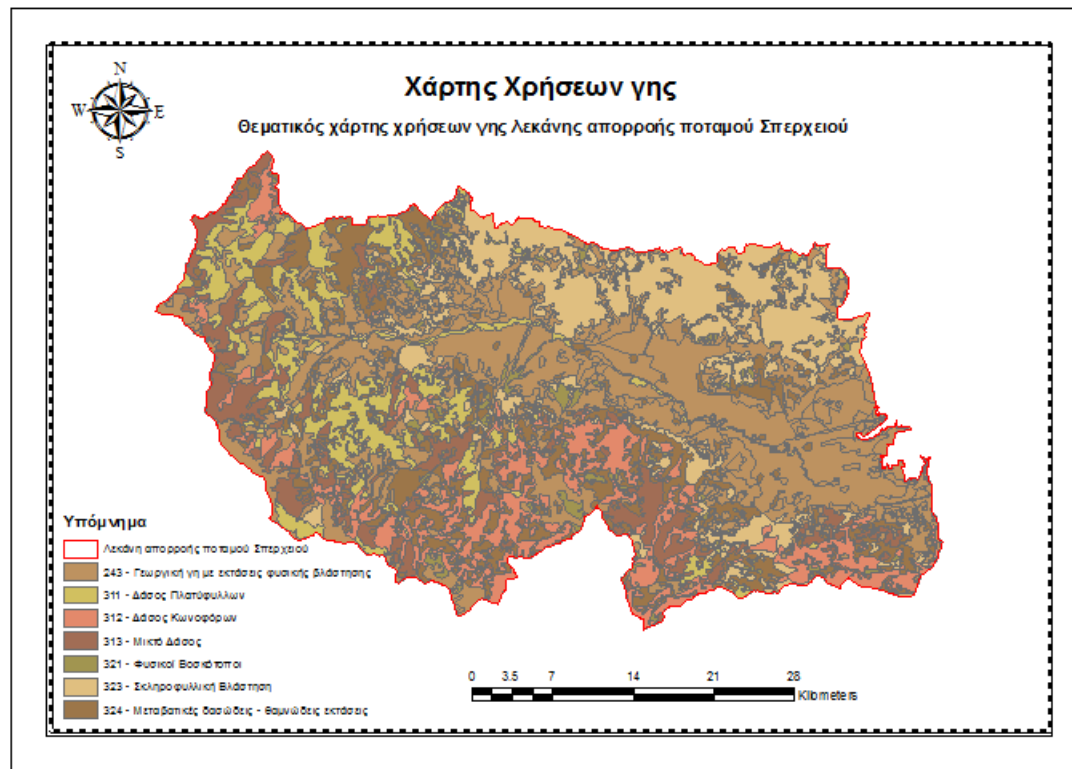 Χάρτης Χρήσεων γης
Θεματικός χάρτης χρήσεων γης Λεκάνης απορροής ποταμού Σπερχειού
N
W E
S
Υπόμνημα
Λεκάνη απορροής ποταμού Σπερχειού
243 - Γεωργική γη με εκτάσεις φυσικής βλάστησης
311 - Δάσος Πλατύφυλλων
312 - Δάσος Κωνοφόρων
313 - Μικτό Δάσος
321 - Φυσικοί Βοσκότοποι
323 - Σκληροφυλλική Βλάστηση
324 - Μεταβατικές δασώδεις - θαμνώδεις εκτάσεις
0 3.5 7 14 21 28
Kilometers